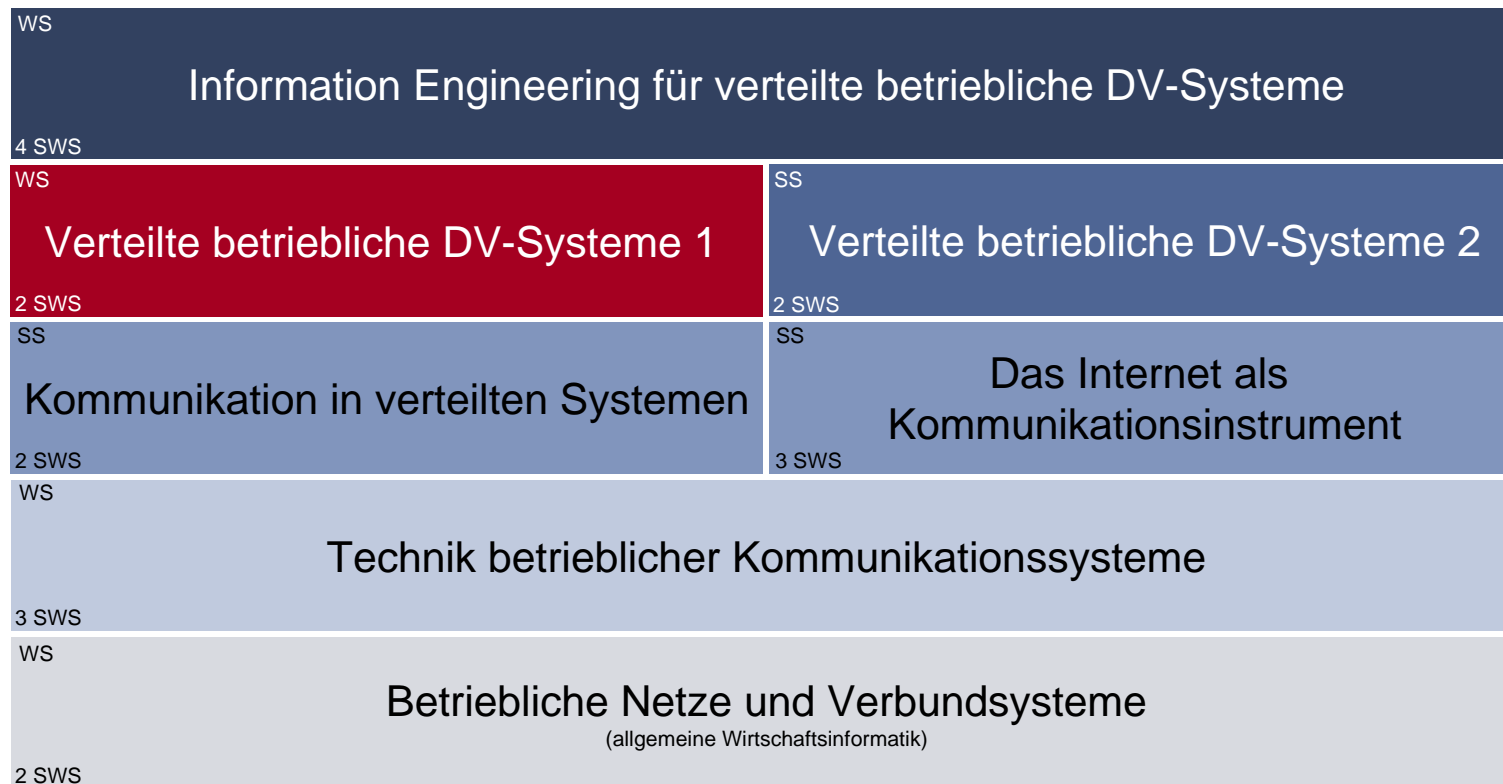 WS
Information Engineering für verteilte betriebliche DV-Systeme
4 SWS
WS
Verteilte betriebliche DV-Systeme 1
2 SWS
SS
Verteilte betriebliche DV-Systeme 2
2 SWS
SS
Kommunikation in verteilten Systemen
2 SWS
SS
Das Internet als
Kommunikationsinstrument
3 SWS
WS
Technik betrieblicher Kommunikationssysteme
3 SWS
WS
Betriebliche Netze und Verbundsysteme
(allgemeine Wirtschaftsinformatik)
2 SWS